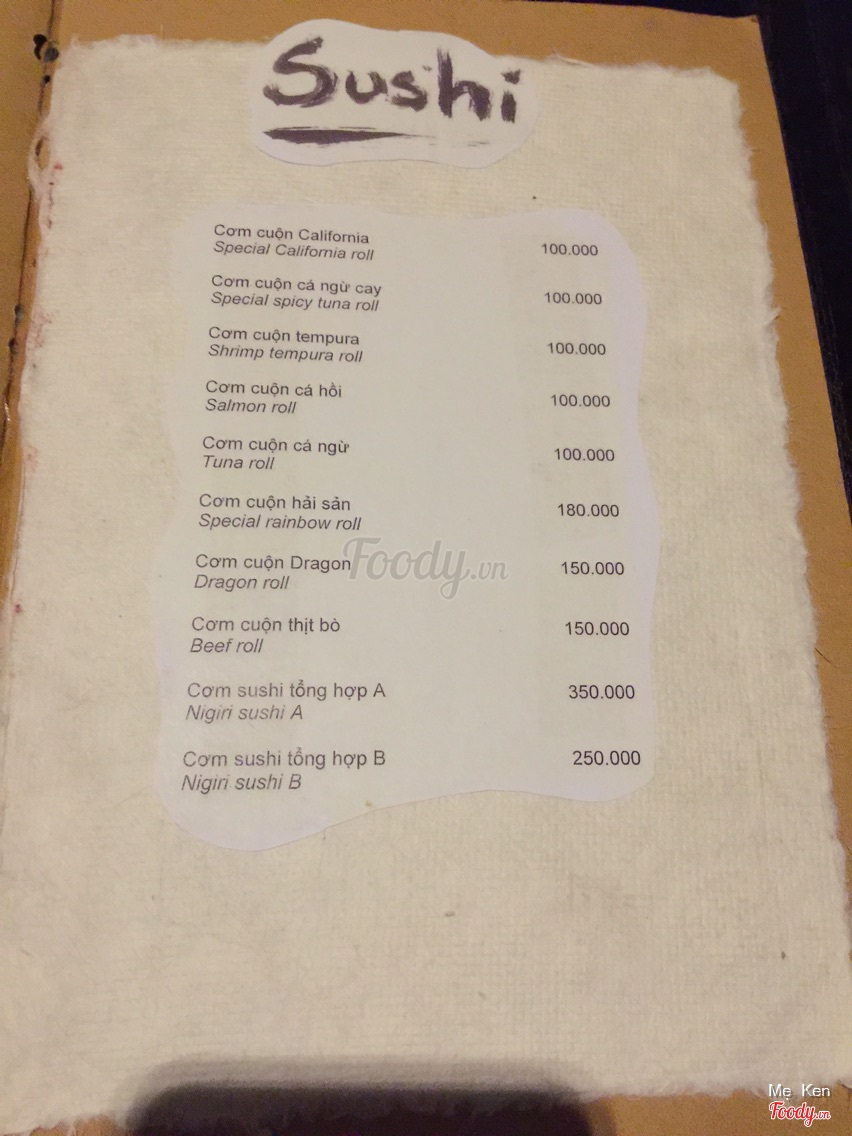 Sushi
Cơm cuộn California
Special California roll
100.000
Cơm cuộn cá ngừ cay
Special spicy tuna roll
100.000
Cơm cuộn tempura
Shrimp tempura roll
100.000
Cơm cuộn cá hồi
Salmon roll
100.000
Cơm cuộn cá ngừ
Tuna roll
100.000
Cơm cuộn hải sản
Special rainbow roll
180.000
Cơm cuộn Dragon
Dragon roll
150.000
Foody.vn
Cơm cuộn thịt bò
Beef roll
150.000
Cơm sushi tổng hợp A
Nigiri sushi A
350.000
Cơm sushi tổng hợp B
Nigiri sushi B
250.000
Mẹ Ken
Foody.vn